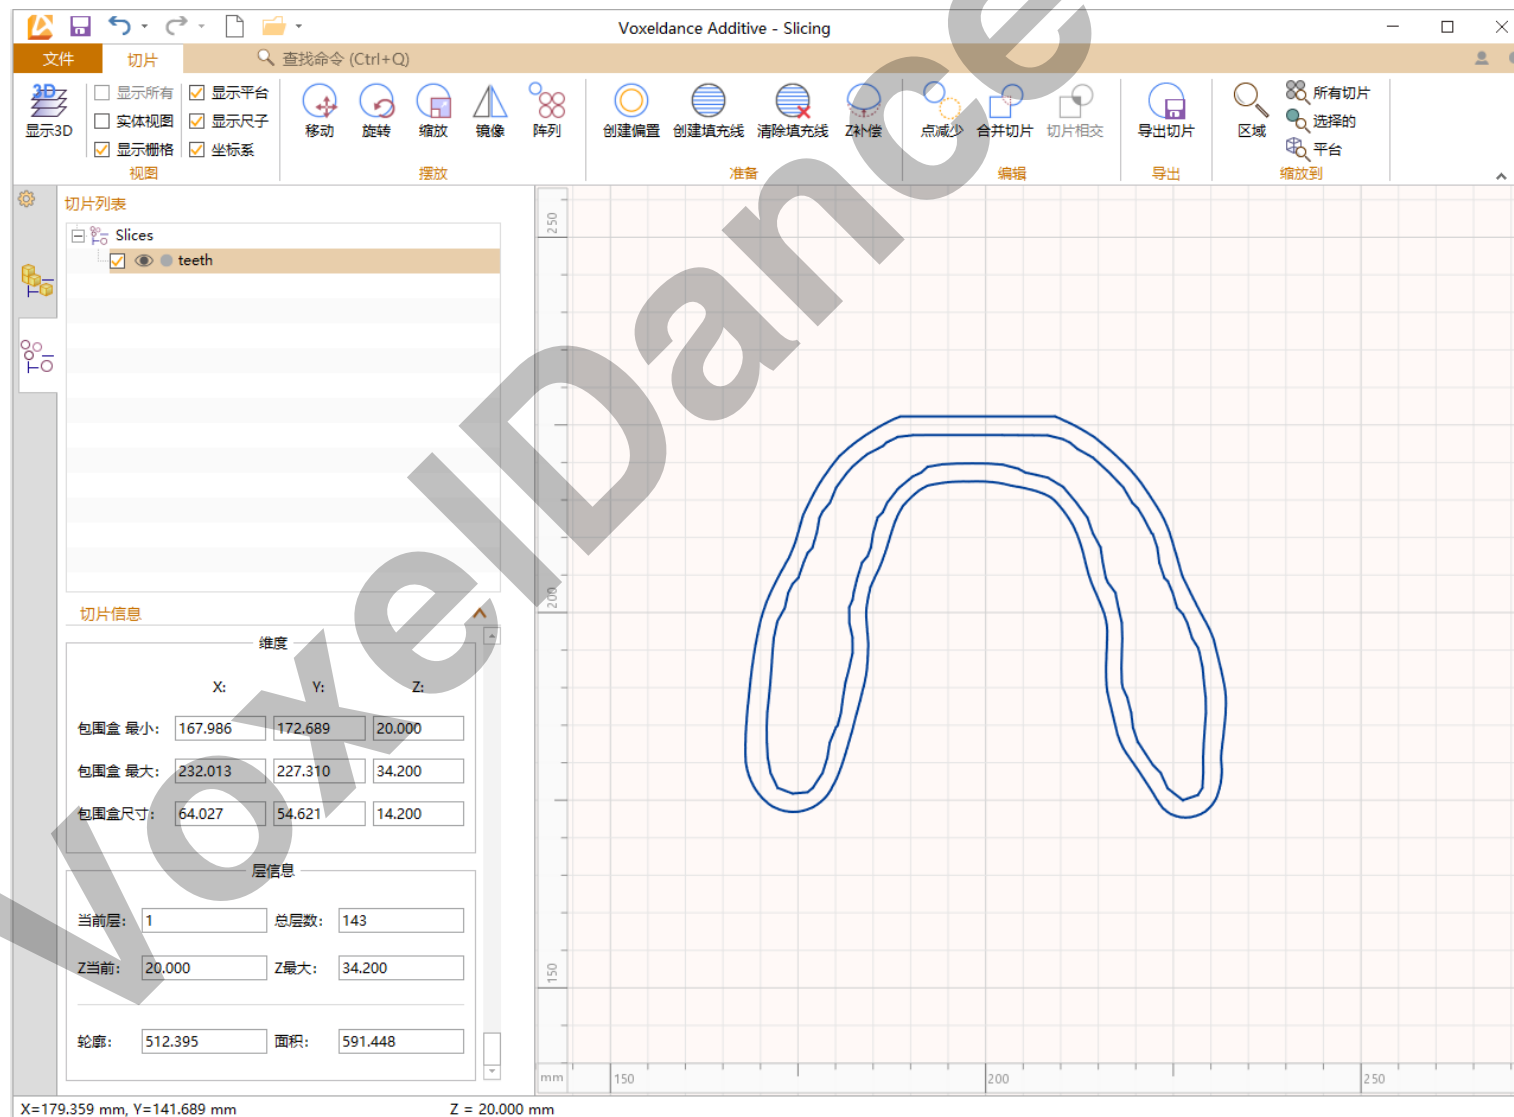 Voxeldance Additive - Slicing
文件 切片 查找命令 (Ctrl+Q)
3D
显示3D
显示所有 显示平台
实体视图 显示尺子
显示栅格 坐标系
视图
移动 旋转 缩放 镜像 阵列
摆放
创建偏置 创建填充线 清除填充线 Z补偿
准备
点减少 合并切片 切片相交
编辑
导出切片
导出
区域
所有切片
选择的
平台
缩放到
切片列表
Slices
teeth
切片信息
维度
X: Y: Z:
包围盒 最小: 167.986 172.689 20.000
包围盒 最大: 232.013 227.310 34.200
包围盒尺寸: 64.027 54.621 14.200
层信息
当前层: 1 总层数: 143
Z当前: 20.000 Z最大: 34.200
轮廓: 512.395 面积: 591.448
250
200
150
mm 150 200 250
X=179.359 mm, Y=141.689 mm Z = 20.000 mm
VoxelDance